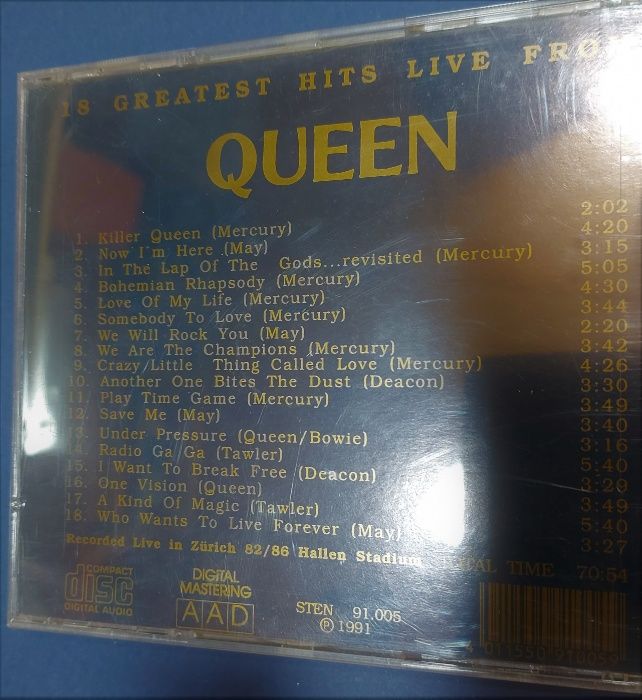 18 GREATEST HITS LIVE FROM
QUEEN
1. Killer Queen (Mercury) 2:02
2. Now I'm Here (May) 4:20
3. In The Lap Of The Gods...revisited (Mercury) 3:15
4. Bohemian Rhapsody (Mercury) 5:05
5. Love Of My Life (Mercury) 4:30
6. Somebody To Love (Mercury) 3:44
7. We Will Rock You (May) 2:20
8. We Are The Champions (Mercury) 3:42
9. Crazy Little Thing Called Love (Mercury) 4:26
10. Another One Bites The Dust (Deacon) 3:30
11. Play Time Game (Mercury) 3:49
12. Save Me (May) 3:40
13. Under Pressure (Queen/Bowie) 3:16
14. Radio Ga Ga (Tawler) 5:40
15. I Want To Break Free (Deacon) 3:29
16. One Vision (Queen) 3:49
17. A Kind Of Magic (Tawler) 5:40
18. Who Wants To Live Forever (May) 3:27
Recorded Live in Zürich 82/86 Hallen Stadium TOTAL TIME 70:54
COMPACT
disc
DIGITAL AUDIO
DIGITAL
MASTERING
AAD
STEN 91.005
Ⓟ 1991